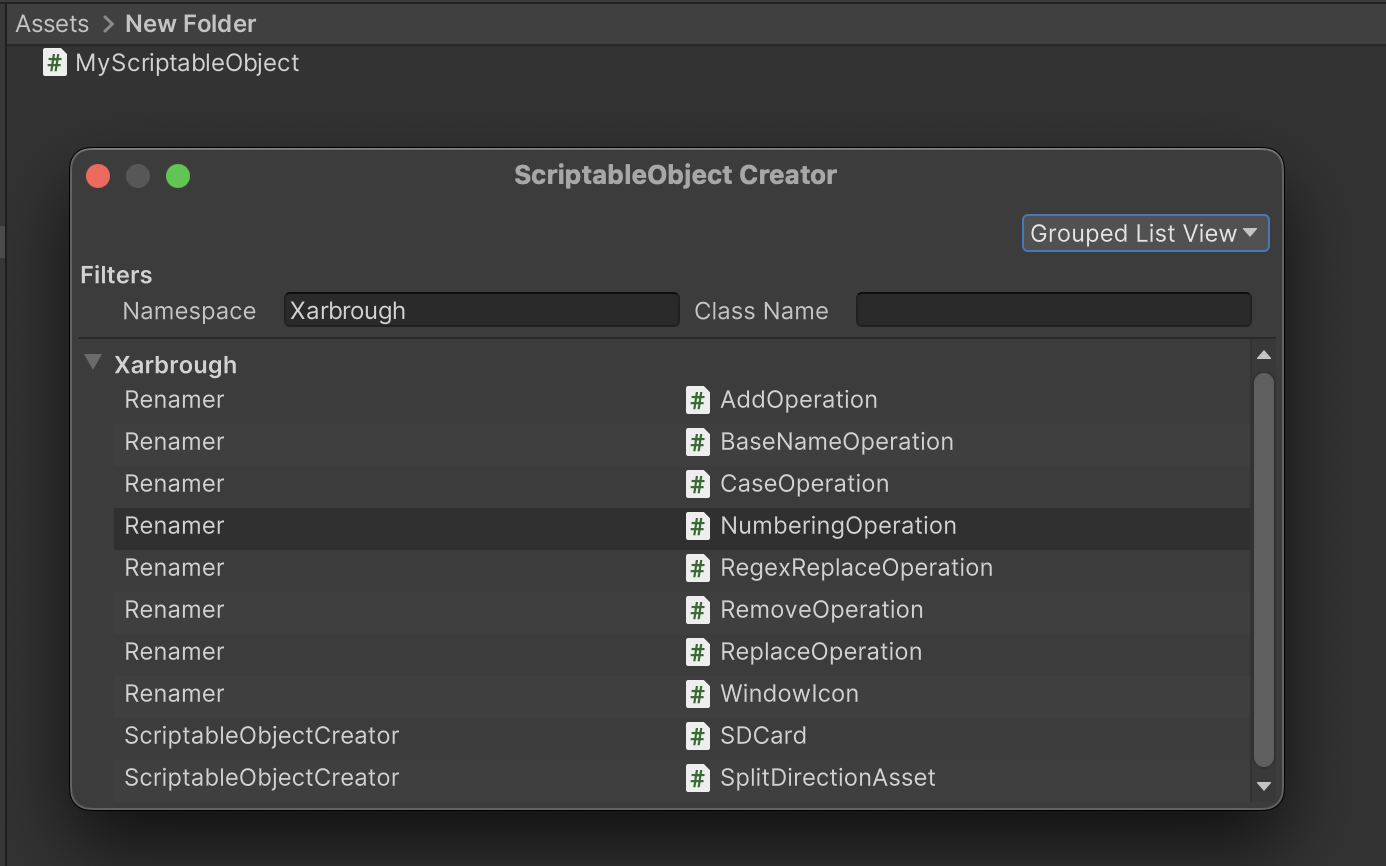 Assets > New Folder
# MyScriptableObject
ScriptableObject Creator
Grouped List View
Filters
Namespace Xarbrough Class Name
Xarbrough
Renamer # AddOperation
Renamer # BaseNameOperation
Renamer # CaseOperation
Renamer # NumberingOperation
Renamer # RegexReplaceOperation
Renamer # RemoveOperation
Renamer # ReplaceOperation
Renamer # WindowIcon
ScriptableObjectCreator # SDCard
ScriptableObjectCreator # SplitDirectionAsset